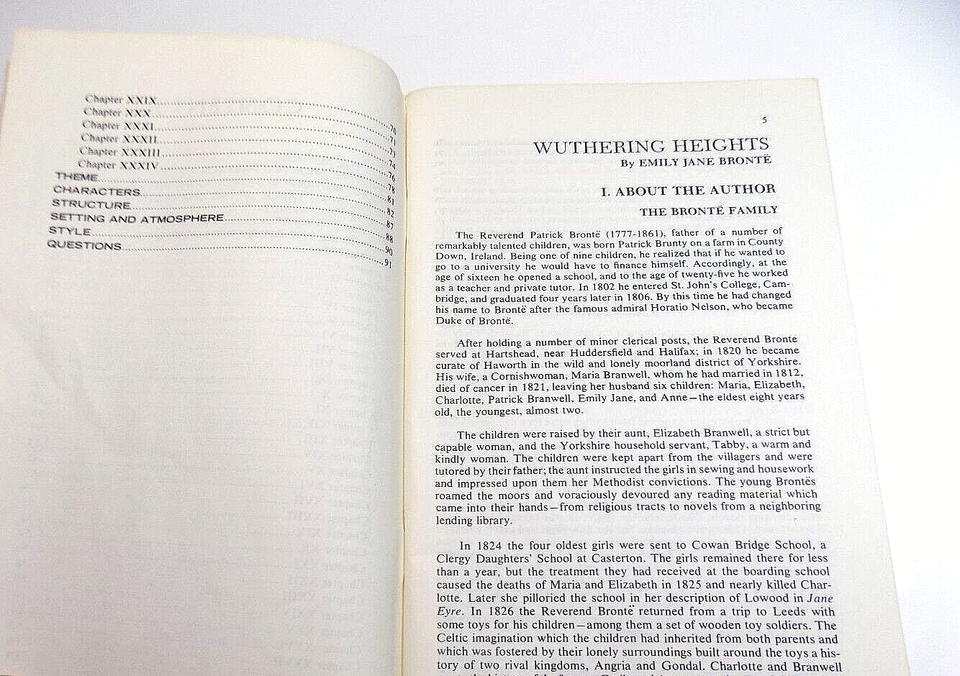 Chapter XXIX 70
Chapter XXX 71
Chapter XXXI 73
Chapter XXXII 74
Chapter XXXIII 76
Chapter XXXIV 78
THEME 81
CHARACTERS 82
STRUCTURE 87
SETTING AND ATMOSPHERE 88
STYLE 90
QUESTIONS 91
5
WUTHERING HEIGHTS
By EMILY JANE BRONTË
I. ABOUT THE AUTHOR
THE BRONTË FAMILY
The Reverend Patrick Brontë (1777-1861), father of a number of
remarkably talented children, was born Patrick Brunty on a farm in County
Down, Ireland. Being one of nine children, he realized that if he wanted to
go to a university he would have to finance himself. Accordingly, at the
age of sixteen he opened a school, and to the age of twenty-five he worked
as a teacher and private tutor. In 1802 he entered St. John's College, Cam-
bridge, and graduated four years later in 1806. By this time he had changed
his name to Brontë after the famous admiral Horatio Nelson, who became
Duke of Brontë.
After holding a number of minor clerical posts, the Reverend Bronte
served at Hartshead, near Huddersfield and Halifax; in 1820 he became
curate of Haworth in the wild and lonely moorland district of Yorkshire.
His wife, a Cornishwoman, Maria Branwell, whom he had married in 1812,
died of cancer in 1821, leaving her husband six children: Maria, Elizabeth,
Charlotte, Patrick Branwell, Emily Jane, and Anne—the eldest eight years
old, the youngest, almost two.
The children were raised by their aunt, Elizabeth Branwell, a strict but
capable woman, and the Yorkshire household servant, Tabby, a warm and
kindly woman. The children were kept apart from the villagers and were
tutored by their father; the aunt instructed the girls in sewing and housework
and impressed upon them her Methodist convictions. The young Brontës
roamed the moors and voraciously devoured any reading material which
came into their hands—from religious tracts to novels from a neighboring
lending library.
In 1824 the four oldest girls were sent to Cowan Bridge School, a
Clergy Daughters' School at Casterton. The girls remained there for less
than a year, but the treatment they had received at the boarding school
caused the deaths of Maria and Elizabeth in 1825 and nearly killed Char-
lotte. Later she pilloried the school in her description of Lowood in Jane
Eyre. In 1826 the Reverend Brontë returned from a trip to Leeds with
some toys for his children—among them a set of wooden toy soldiers. The
Celtic imagination which the children had inherited from both parents and
which was fostered by their lonely surroundings built around the toys a his-
tory of two rival kingdoms, Angria and Gondal. Charlotte and Branwell